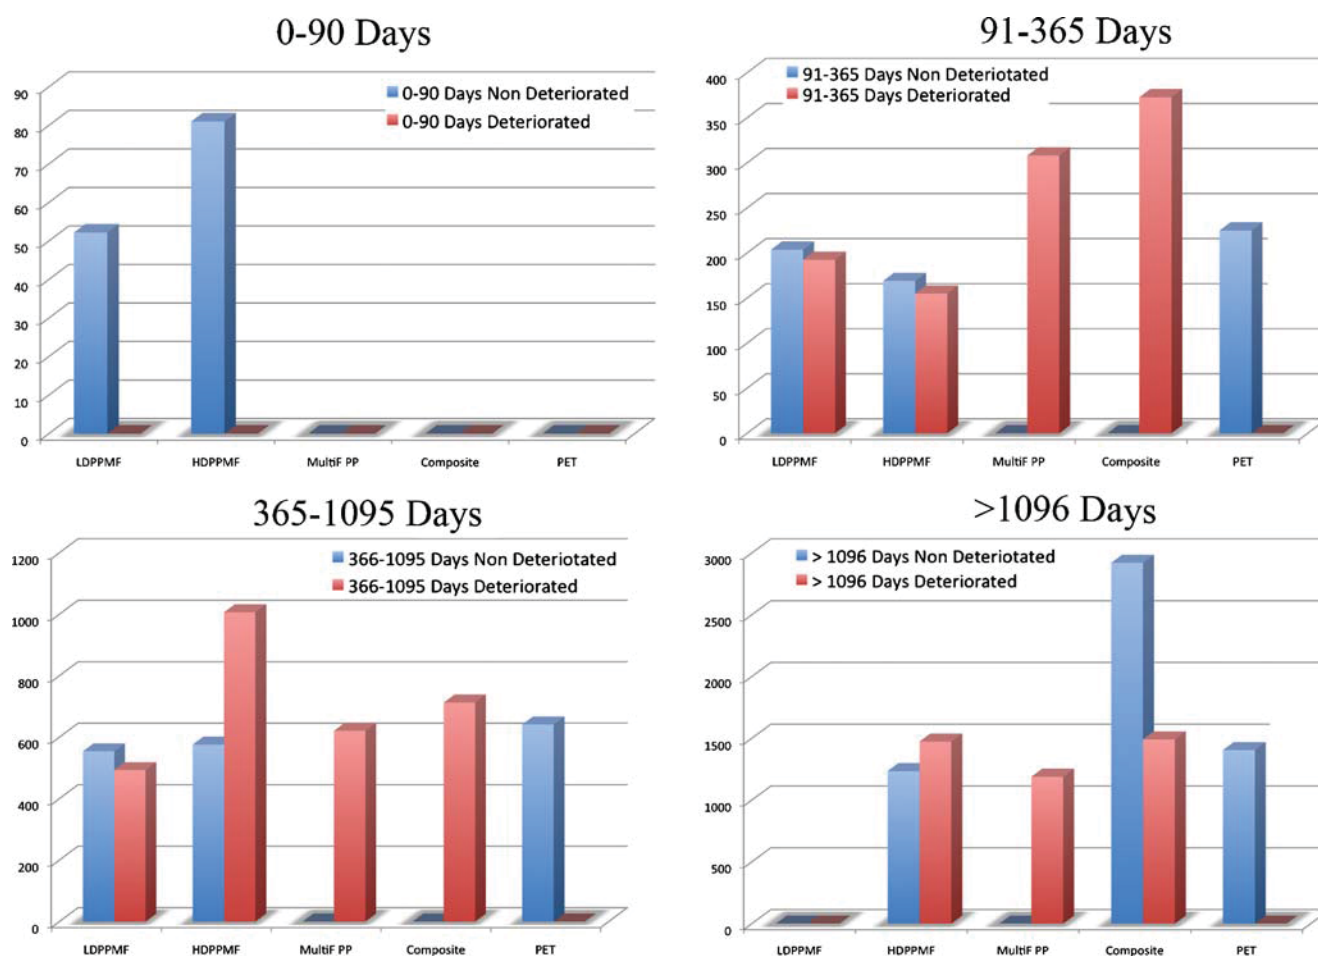 0-90 Days
0-90 Days Non Deteriorated
0-90 Days Deteriorated
90
80
70
60
50
40
30
20
10
0
LDPPMF HDPPMF MultiF PP Composite PET
91-365 Days
91-365 Days Non Deteriotated
91-365 Days Deteriorated
400
350
300
250
200
150
100
50
0
LDPPMF HDPPMF MultiF PP Composite PET
365-1095 Days
366-1095 Days Non Deteriotated
366-1095 Days Deteriorated
1200
1000
800
600
400
200
0
LDPPMF HDPPMF MultiF PP Composite PET
>1096 Days
> 1096 Days Non Deteriotated
> 1096 Days Deteriorated
3000
2500
2000
1500
1000
500
0
LDPPMF HDPPMF MultiF PP Composite PET